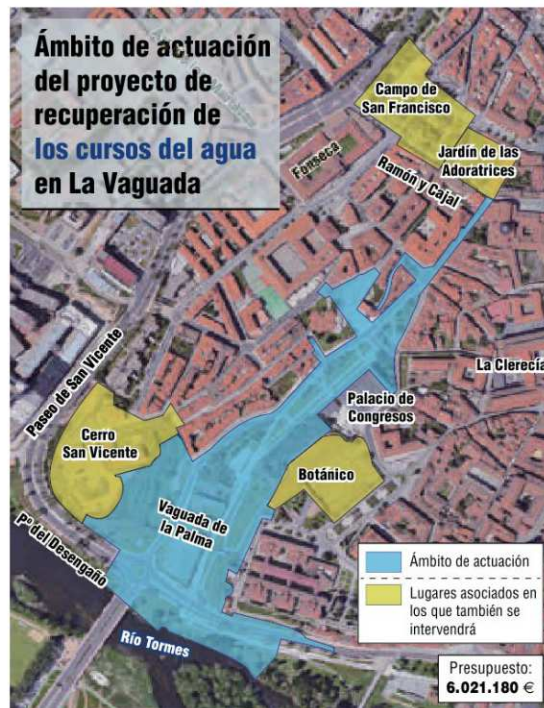 Ámbito de actuación
del proyecto de
recuperación de
los cursos del agua
en La Vaguada
Campo de
San Francisco
Jardín de las
Adoratrices
Fonseca
Ramón y Cajal
La Clerecía
Paseo de San Vicente
Palacio de
Congresos
Cerro
San Vicente
Botánico
Vaguada de
la Palma
Pº del Desengaño
Río Tormes
Ámbito de actuación
Lugares asociados en
los que también se
intervendrá
Presupuesto:
6.021.180 €